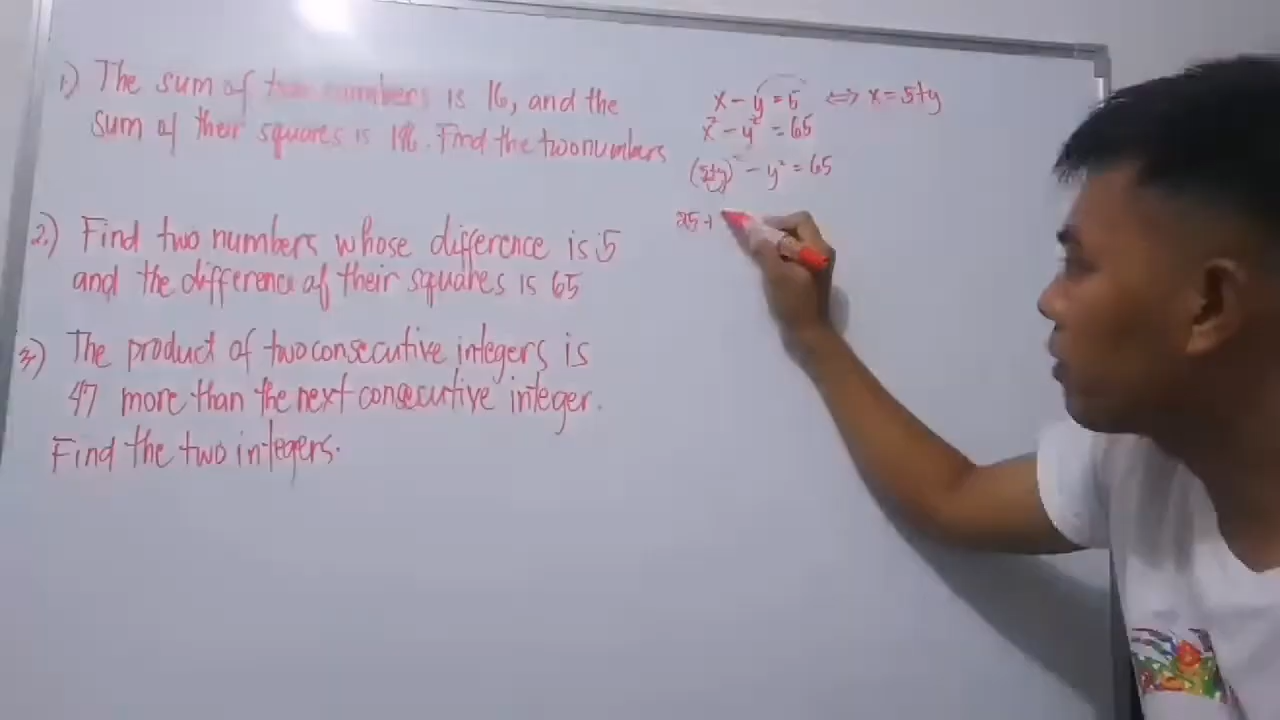 1.) The sum of two numbers is 16, and the
sum of their squares is 196. Find the two numbers
2.) Find two numbers whose difference is 5
and the difference of their squares is 65
3.) The product of two consecutive integers is
47 more than the next consecutive integer.
Find the two integers.
x - y = 5 ⇔ x = 5+y
x² - y² = 65
(5+y)² - y² = 65
25 +